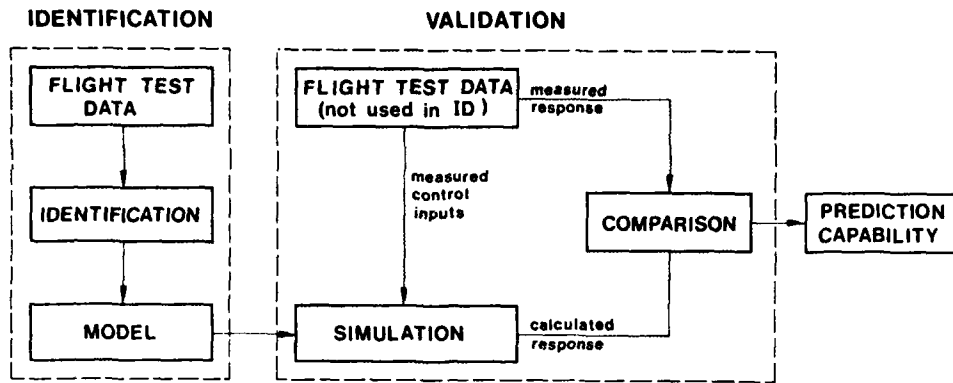 IDENTIFICATION
FLIGHT TEST
DATA
IDENTIFICATION
MODEL
VALIDATION
FLIGHT TEST DATA
(not used in ID)
measured
response
measured
control
inputs
SIMULATION
calculated
response
COMPARISON
PREDICTION
CAPABILITY